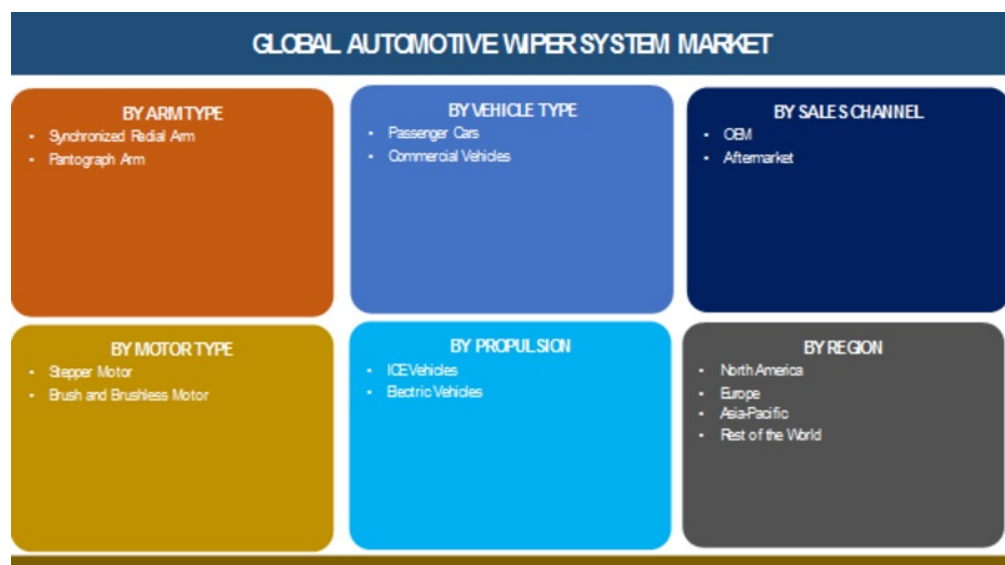 GLOBAL AUTOMOTIVE WIPER SYSTEM MARKET
BY ARM TYPE
• Synchronized Radial Arm
• Pantograph Arm
BY VEHICLE TYPE
• Passenger Cars
• Commercial Vehicles
BY SALES CHANNEL
• OEM
• Aftermarket
BY MOTOR TYPE
• Stepper Motor
• Brush and Brushless Motor
BY PROPULSION
• ICE Vehicles
• Electric Vehicles
BY REGION
• North America
• Europe
• Asia-Pacific
• Rest of the World